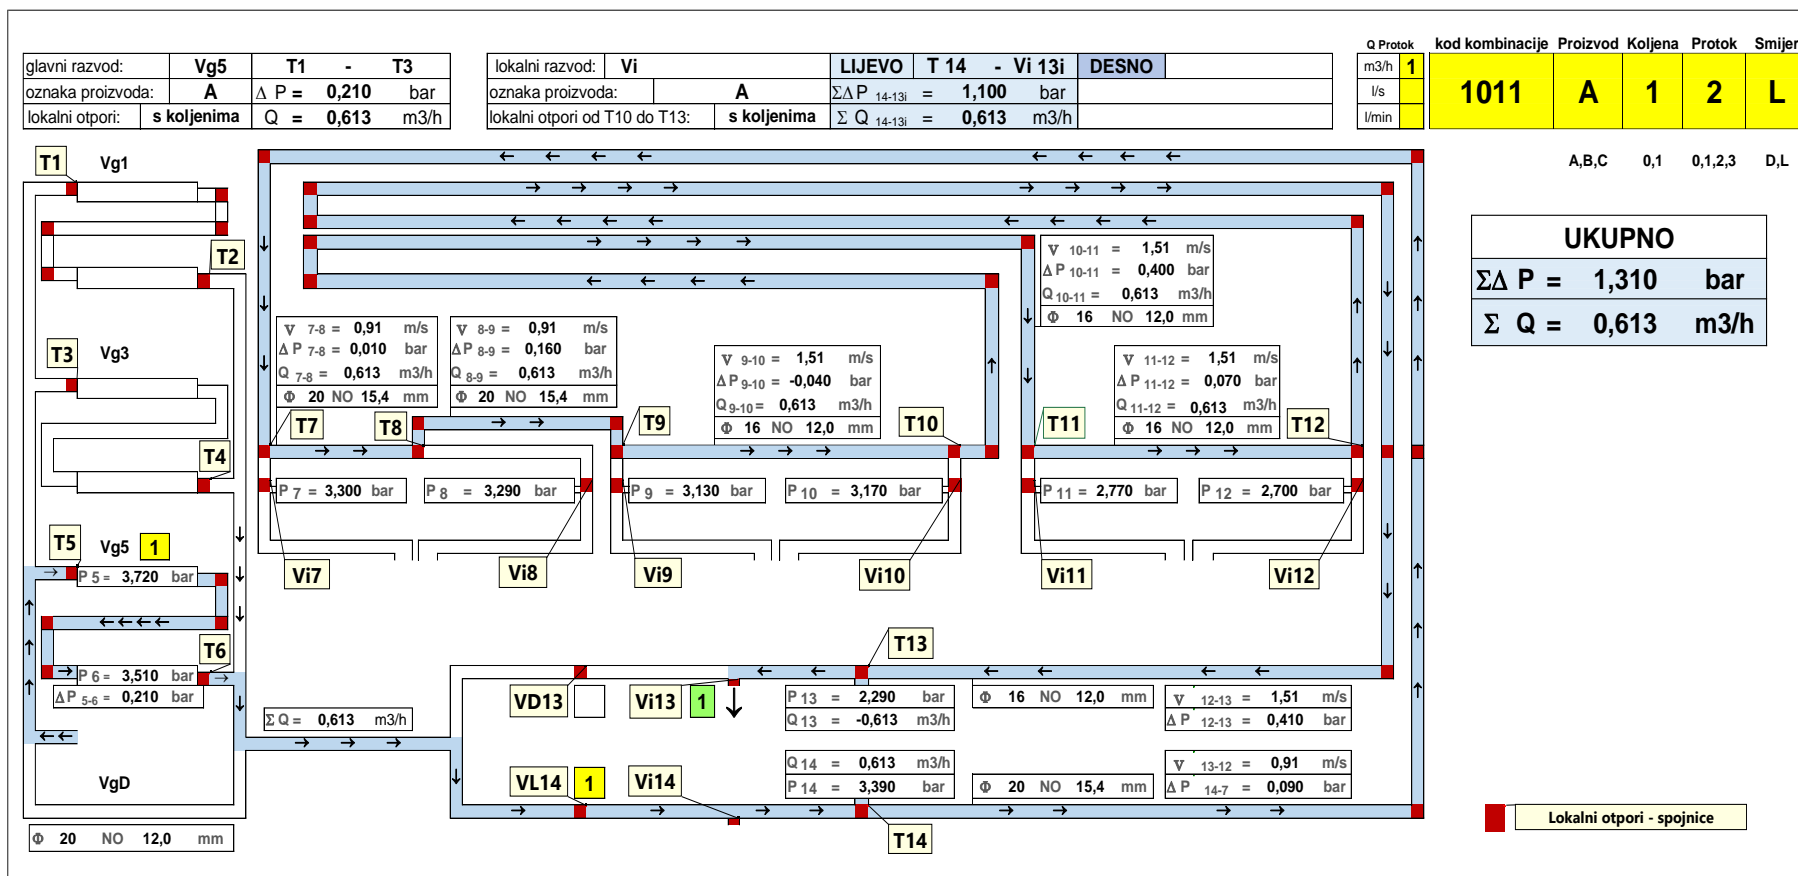 Q Protok kod kombinacije Proizvod Koljena Protok Smijer
glavni razvod: Vg5 T1 - T3
oznaka proizvoda: A Δ P = 0,210 bar
lokalni otpori: s koljenima Q = 0,613 m3/h
lokalni razvod: Vi LIJEVO T 14 - Vi 13i DESNO
oznaka proizvoda: A ΣΔP 14-13i = 1,100 bar
lokalni otpori od T10 do T13: s koljenima Σ Q 14-13i = 0,613 m3/h
m3/h 1
l/s
l/min
1011 A 1 2 L
A,B,C 0,1 0,1,2,3 D,L
UKUPNO
ΣΔ P = 1,310 bar
Σ Q = 0,613 m3/h
T1 Vg1
T2
T3 Vg3
T4
T5 Vg5 1
P 5 = 3,720 bar
T6
P 6 = 3,510 bar
ΔP 5-6 = 0,210 bar
VgD
Φ 20 NO 12,0 mm
V 7-8 = 0,91 m/s
Δ P 7-8 = 0,010 bar
Q 7-8 = 0,613 m3/h
Φ 20 NO 15,4 mm
V 8-9 = 0,91 m/s
Δ P 8-9 = 0,160 bar
Q 8-9 = 0,613 m3/h
Φ 20 NO 15,4 mm
V 9-10 = 1,51 m/s
Δ P 9-10 = -0,040 bar
Q 9-10 = 0,613 m3/h
Φ 16 NO 12,0 mm
V 10-11 = 1,51 m/s
Δ P 10-11 = 0,400 bar
Q 10-11 = 0,613 m3/h
Φ 16 NO 12,0 mm
V 11-12 = 1,51 m/s
Δ P 11-12 = 0,070 bar
Q 11-12 = 0,613 m3/h
Φ 16 NO 12,0 mm
T7 T8 T9 T10 T11 T12
P 7 = 3,300 bar
P 8 = 3,290 bar
P 9 = 3,130 bar
P 10 = 3,170 bar
P 11 = 2,770 bar
P 12 = 2,700 bar
Vi7 Vi8 Vi9 Vi10 Vi11 Vi12
T13
VD13 Vi13 1
P 13 = 2,290 bar
Q 13 = -0,613 m3/h
Φ 16 NO 12,0 mm
V 12-13 = 1,51 m/s
Δ P 12-13 = 0,410 bar
Σ Q = 0,613 m3/h
VL14 1 Vi14
Q 14 = 0,613 m3/h
P 14 = 3,390 bar
Φ 20 NO 15,4 mm
V 13-12 = 0,91 m/s
Δ P 14-7 = 0,090 bar
T14
Lokalni otpori - spojnice